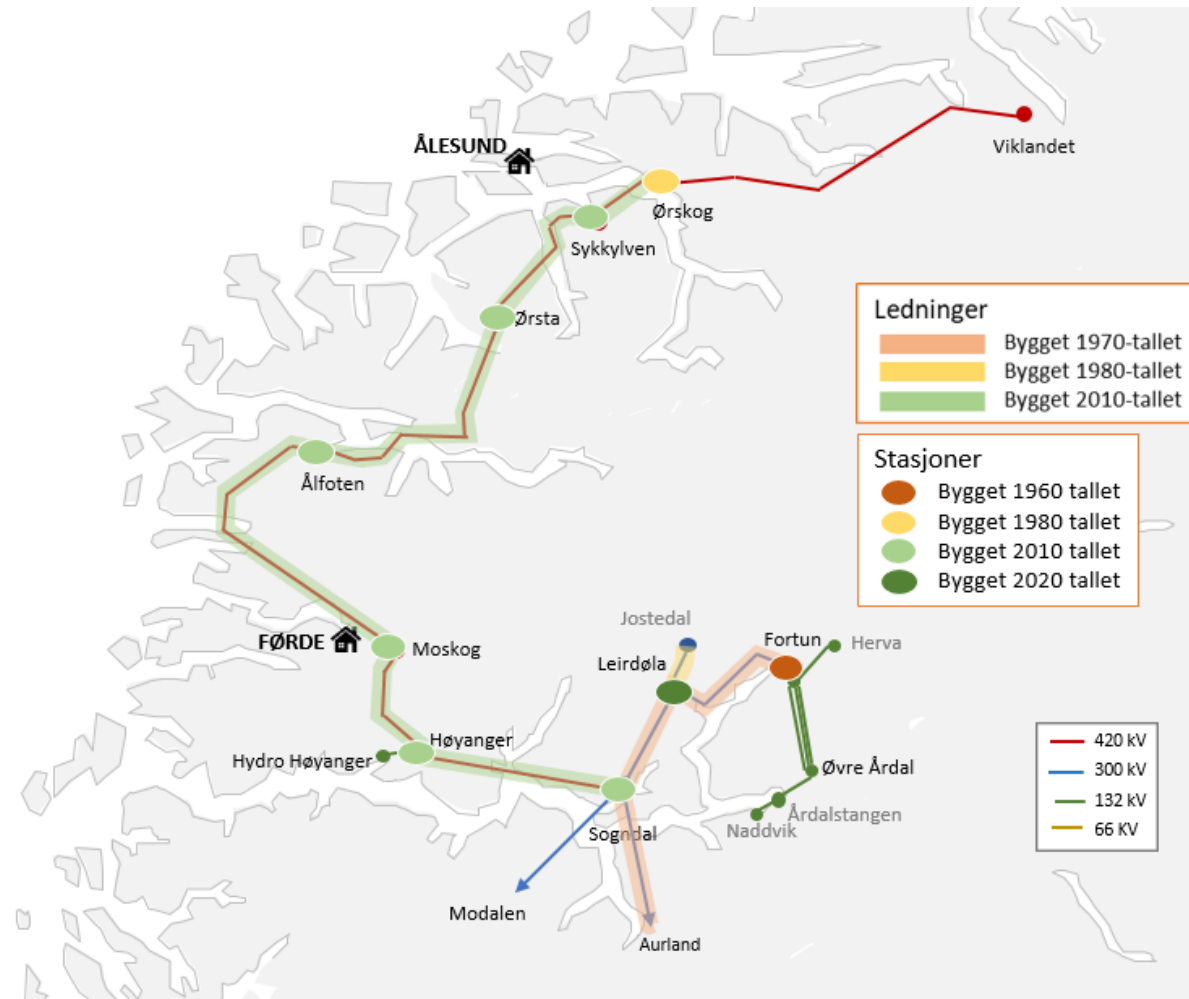 Viklandet
ÅLESUND
Ørskog
Sykkylven
Ørsta
Ledninger
Bygget 1970-tallet
Bygget 1980-tallet
Bygget 2010-tallet
Stasjoner
Bygget 1960 tallet
Bygget 1980 tallet
Bygget 2010 tallet
Bygget 2020 tallet
Ålfoten
Jostedal
FØRDE
Moskog
Leirdøla
Fortun
Herva
Høyanger
Hydro Høyanger
Øvre Årdal
Årdalstangen
Naddvik
Sogndal
420 kV
300 kV
132 kV
66 KV
Modalen
Aurland